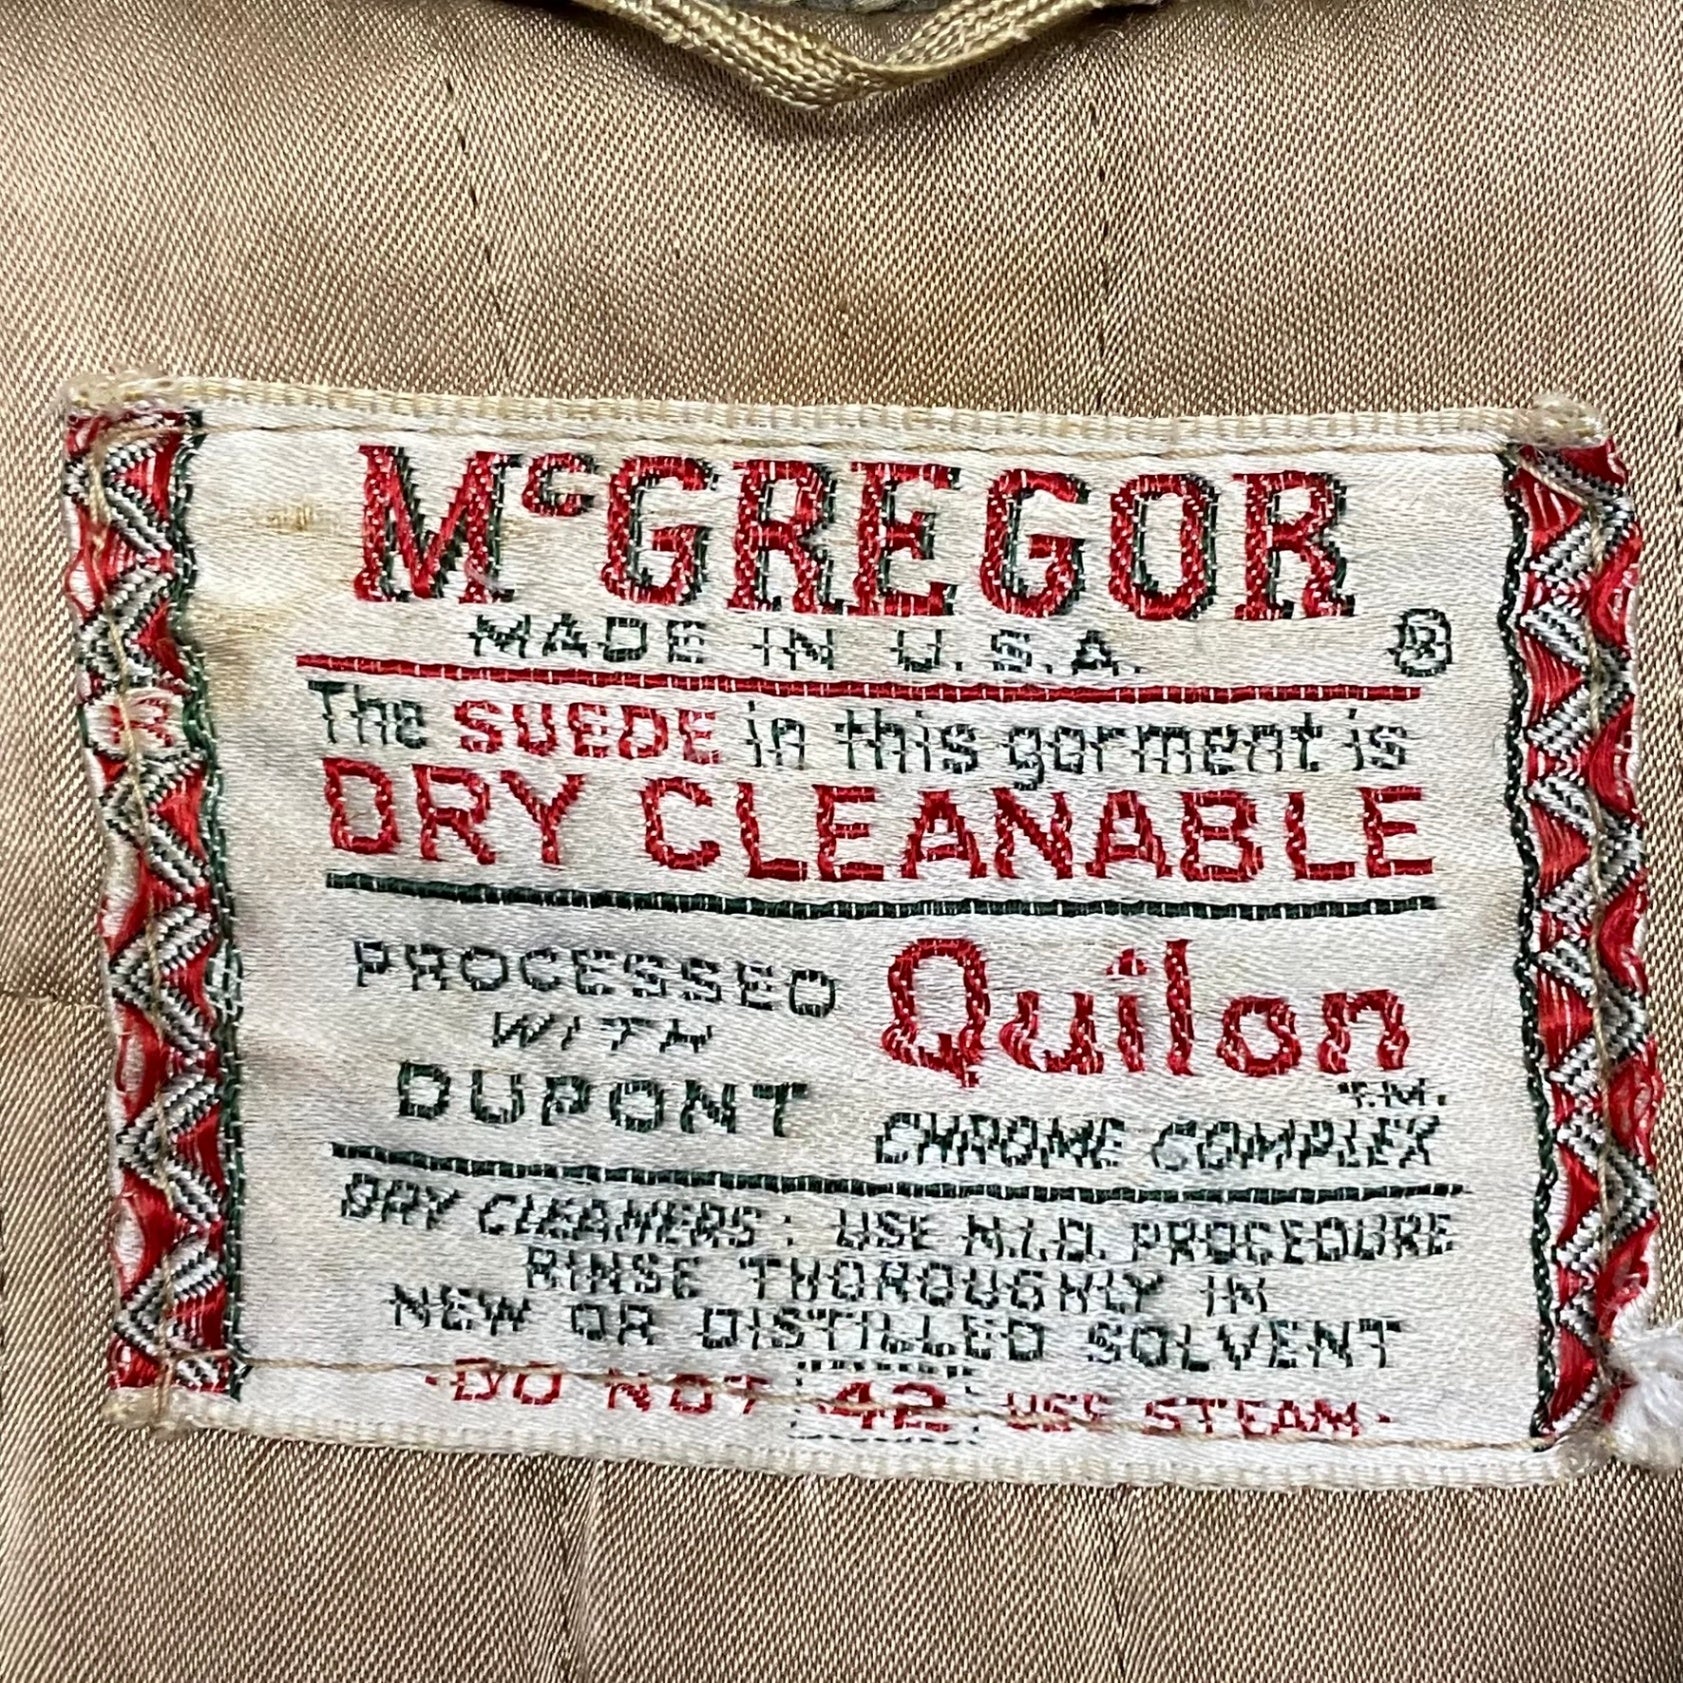 McGREGOR
MADE IN U.S.A. ®
The SUEDE in this garment is
DRY CLEANABLE
PROCESSED
WITH
DUPONT
Quilon
T.M.
CHROME COMPLEX
DRY CLEANERS: USE N.I.D. PROCEDURE
RINSE THOROUGHLY IN
NEW OR DISTILLED SOLVENT
·DO NOT 42 USE STEAM·